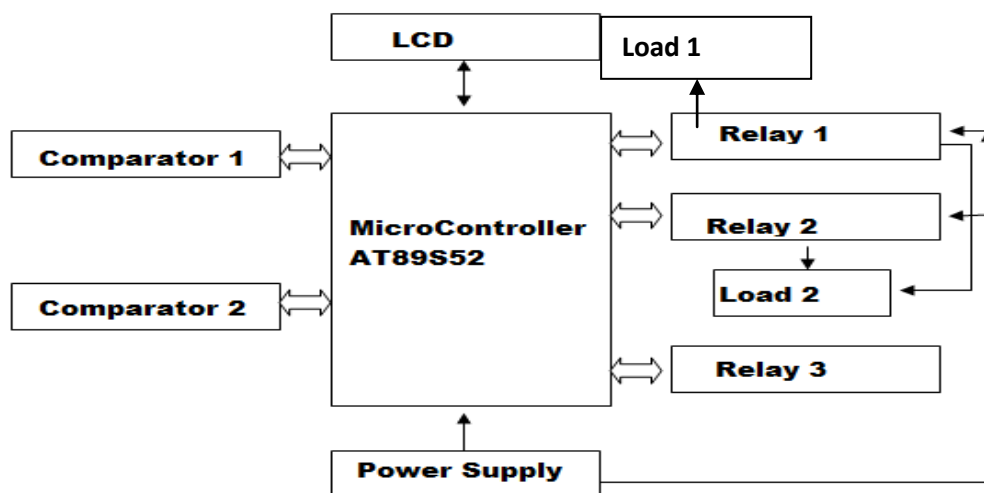 LCD
Load 1
Comparator 1
Relay 1
MicroController
AT89S52
Relay 2
Comparator 2
Load 2
Relay 3
Power Supply